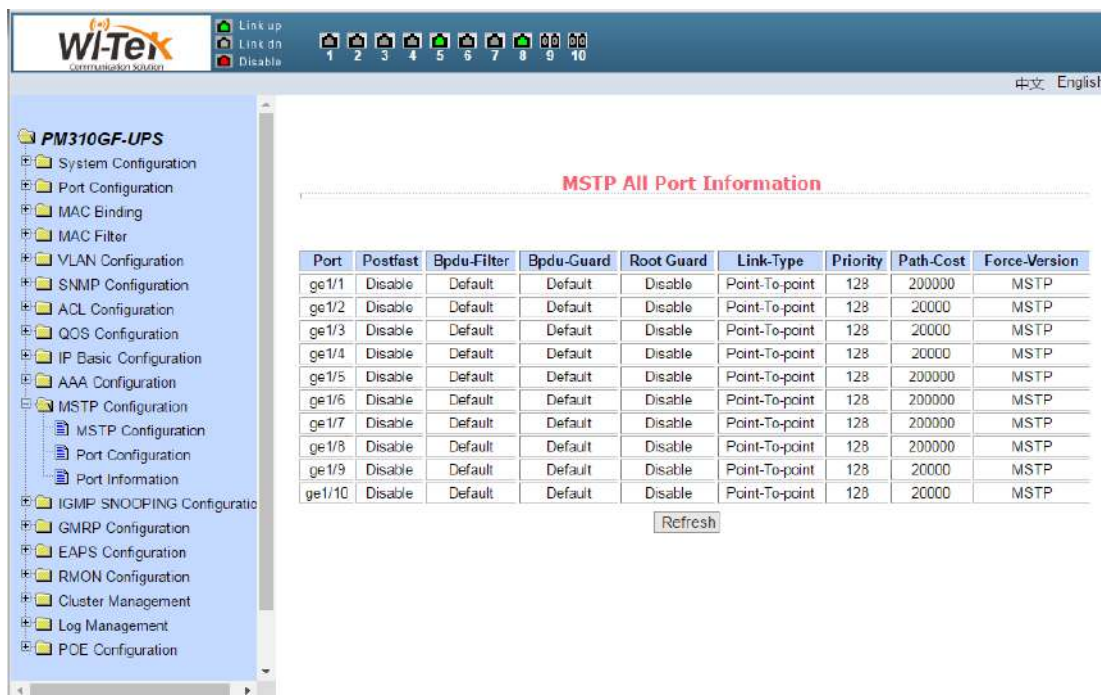 Wi-Tek
Communication Solution
Link up
Link dn
Disable
1 2 3 4 5 6 7 8 9 10
中文 English
PM310GF-UPS
System Configuration
Port Configuration
MAC Binding
MAC Filter
VLAN Configuration
SNMP Configuration
ACL Configuration
QOS Configuration
IP Basic Configuration
AAA Configuration
MSTP Configuration
MSTP Configuration
Port Configuration
Port Information
IGMP SNOOPING Configuratio
GMRP Configuration
EAPS Configuration
RMON Configuration
Cluster Management
Log Management
POE Configuration
MSTP All Port Information
Port Postfast Bpdu-Filter Bpdu-Guard Root Guard Link-Type Priority Path-Cost Force-Version
ge1/1 Disable Default Default Disable Point-To-point 128 200000 MSTP
ge1/2 Disable Default Default Disable Point-To-point 128 20000 MSTP
ge1/3 Disable Default Default Disable Point-To-point 128 20000 MSTP
ge1/4 Disable Default Default Disable Point-To-point 128 20000 MSTP
ge1/5 Disable Default Default Disable Point-To-point 128 200000 MSTP
ge1/6 Disable Default Default Disable Point-To-point 128 200000 MSTP
ge1/7 Disable Default Default Disable Point-To-point 128 200000 MSTP
ge1/8 Disable Default Default Disable Point-To-point 128 200000 MSTP
ge1/9 Disable Default Default Disable Point-To-point 128 20000 MSTP
ge1/10 Disable Default Default Disable Point-To-point 128 20000 MSTP
Refresh